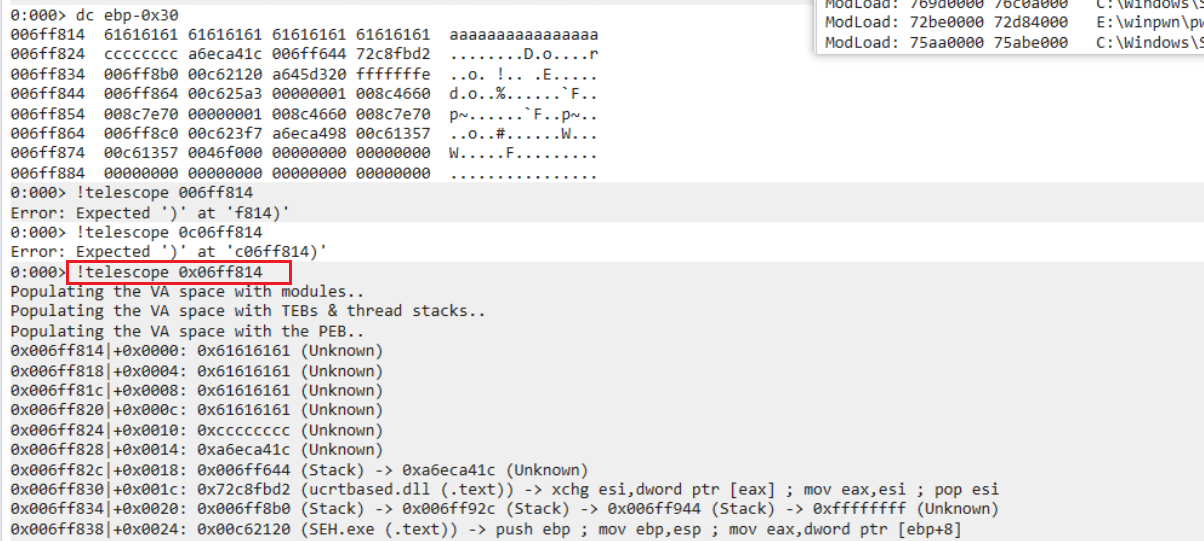 0:000> dc ebp-0x30
006ff814  61616161 61616161 61616161 61616161  aaaaaaaaaaaaaaaa
006ff824  cccccccc a6eca41c 006ff644 72c8fbd2  ........D.o....r
006ff834  006ff8b0 00c62120 a645d320 fffffffe  ..o. !.. .E.....
006ff844  006ff864 00c625a3 00000001 008c4660  d.o..%......`F..
006ff854  008c7e70 00000001 008c4660 008c7e70  p~......`F..p~..
006ff864  006ff8c0 00c623f7 a6eca498 00c61357  ..o..#......W...
006ff874  00c61357 0046f000 00000000 00000000  W.....F.........
006ff884  00000000 00000000 00000000 00000000  ................
0:000> !telescope 006ff814
Error: Expected ')' at 'f814)'
0:000> !telescope 0c06ff814
Error: Expected ')' at 'c06ff814)'
0:000> !telescope 0x06ff814
Populating the VA space with modules..
Populating the VA space with TEBs & thread stacks..
Populating the VA space with the PEB..
0x006ff814|+0x0000: 0x61616161 (Unknown)
0x006ff818|+0x0004: 0x61616161 (Unknown)
0x006ff81c|+0x0008: 0x61616161 (Unknown)
0x006ff820|+0x000c: 0x61616161 (Unknown)
0x006ff824|+0x0010: 0xcccccccc (Unknown)
0x006ff828|+0x0014: 0xa6eca41c (Unknown)
0x006ff82c|+0x0018: 0x006ff644 (Stack) -> 0xa6eca41c (Unknown)
0x006ff830|+0x001c: 0x72c8fbd2 (ucrtbased.dll (.text)) -> xchg esi,dword ptr [eax] ; mov eax,esi ; pop esi
0x006ff834|+0x0020: 0x006ff8b0 (Stack) -> 0x006ff92c (Stack) -> 0x006ff944 (Stack) -> 0xffffffff (Unknown)
0x006ff838|+0x0024: 0x00c62120 (SEH.exe (.text)) -> push ebp ; mov ebp,esp ; mov eax,dword ptr [ebp+8]
ModLoad: 769d0000 76c0a000   C:\Windows\S
ModLoad: 72be0000 72d84000   E:\winpwn\pw
ModLoad: 75aa0000 75abe000   C:\Windows\S